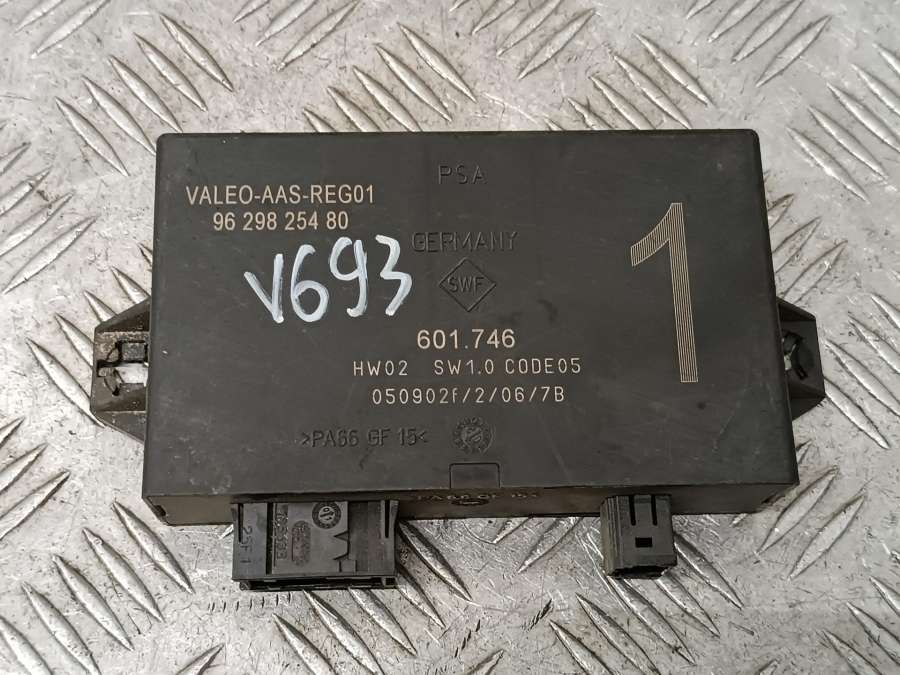 PSA
VALEO-AAS-REG01
96 298 254 80
GERMANY
V693
SWF
1
601.746
HW02 SW1.0 CODE05
050902f/2/06/7B
>PA66 GF 15<